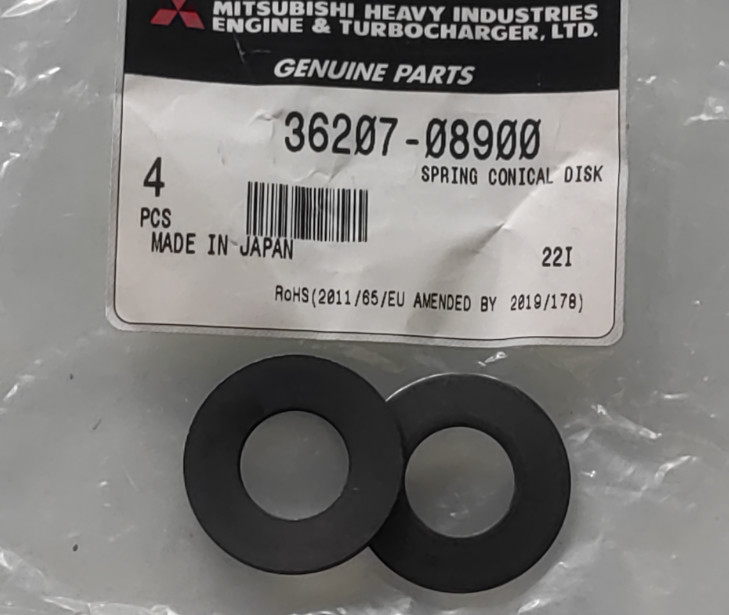 MITSUBISHI HEAVY INDUSTRIES
ENGINE & TURBOCHARGER, LTD.
GENUINE PARTS
36207-08900
SPRING CONICAL DISK
4
PCS
MADE IN JAPAN
22I
RoHS(2011/65/EU AMENDED BY 2019/178)